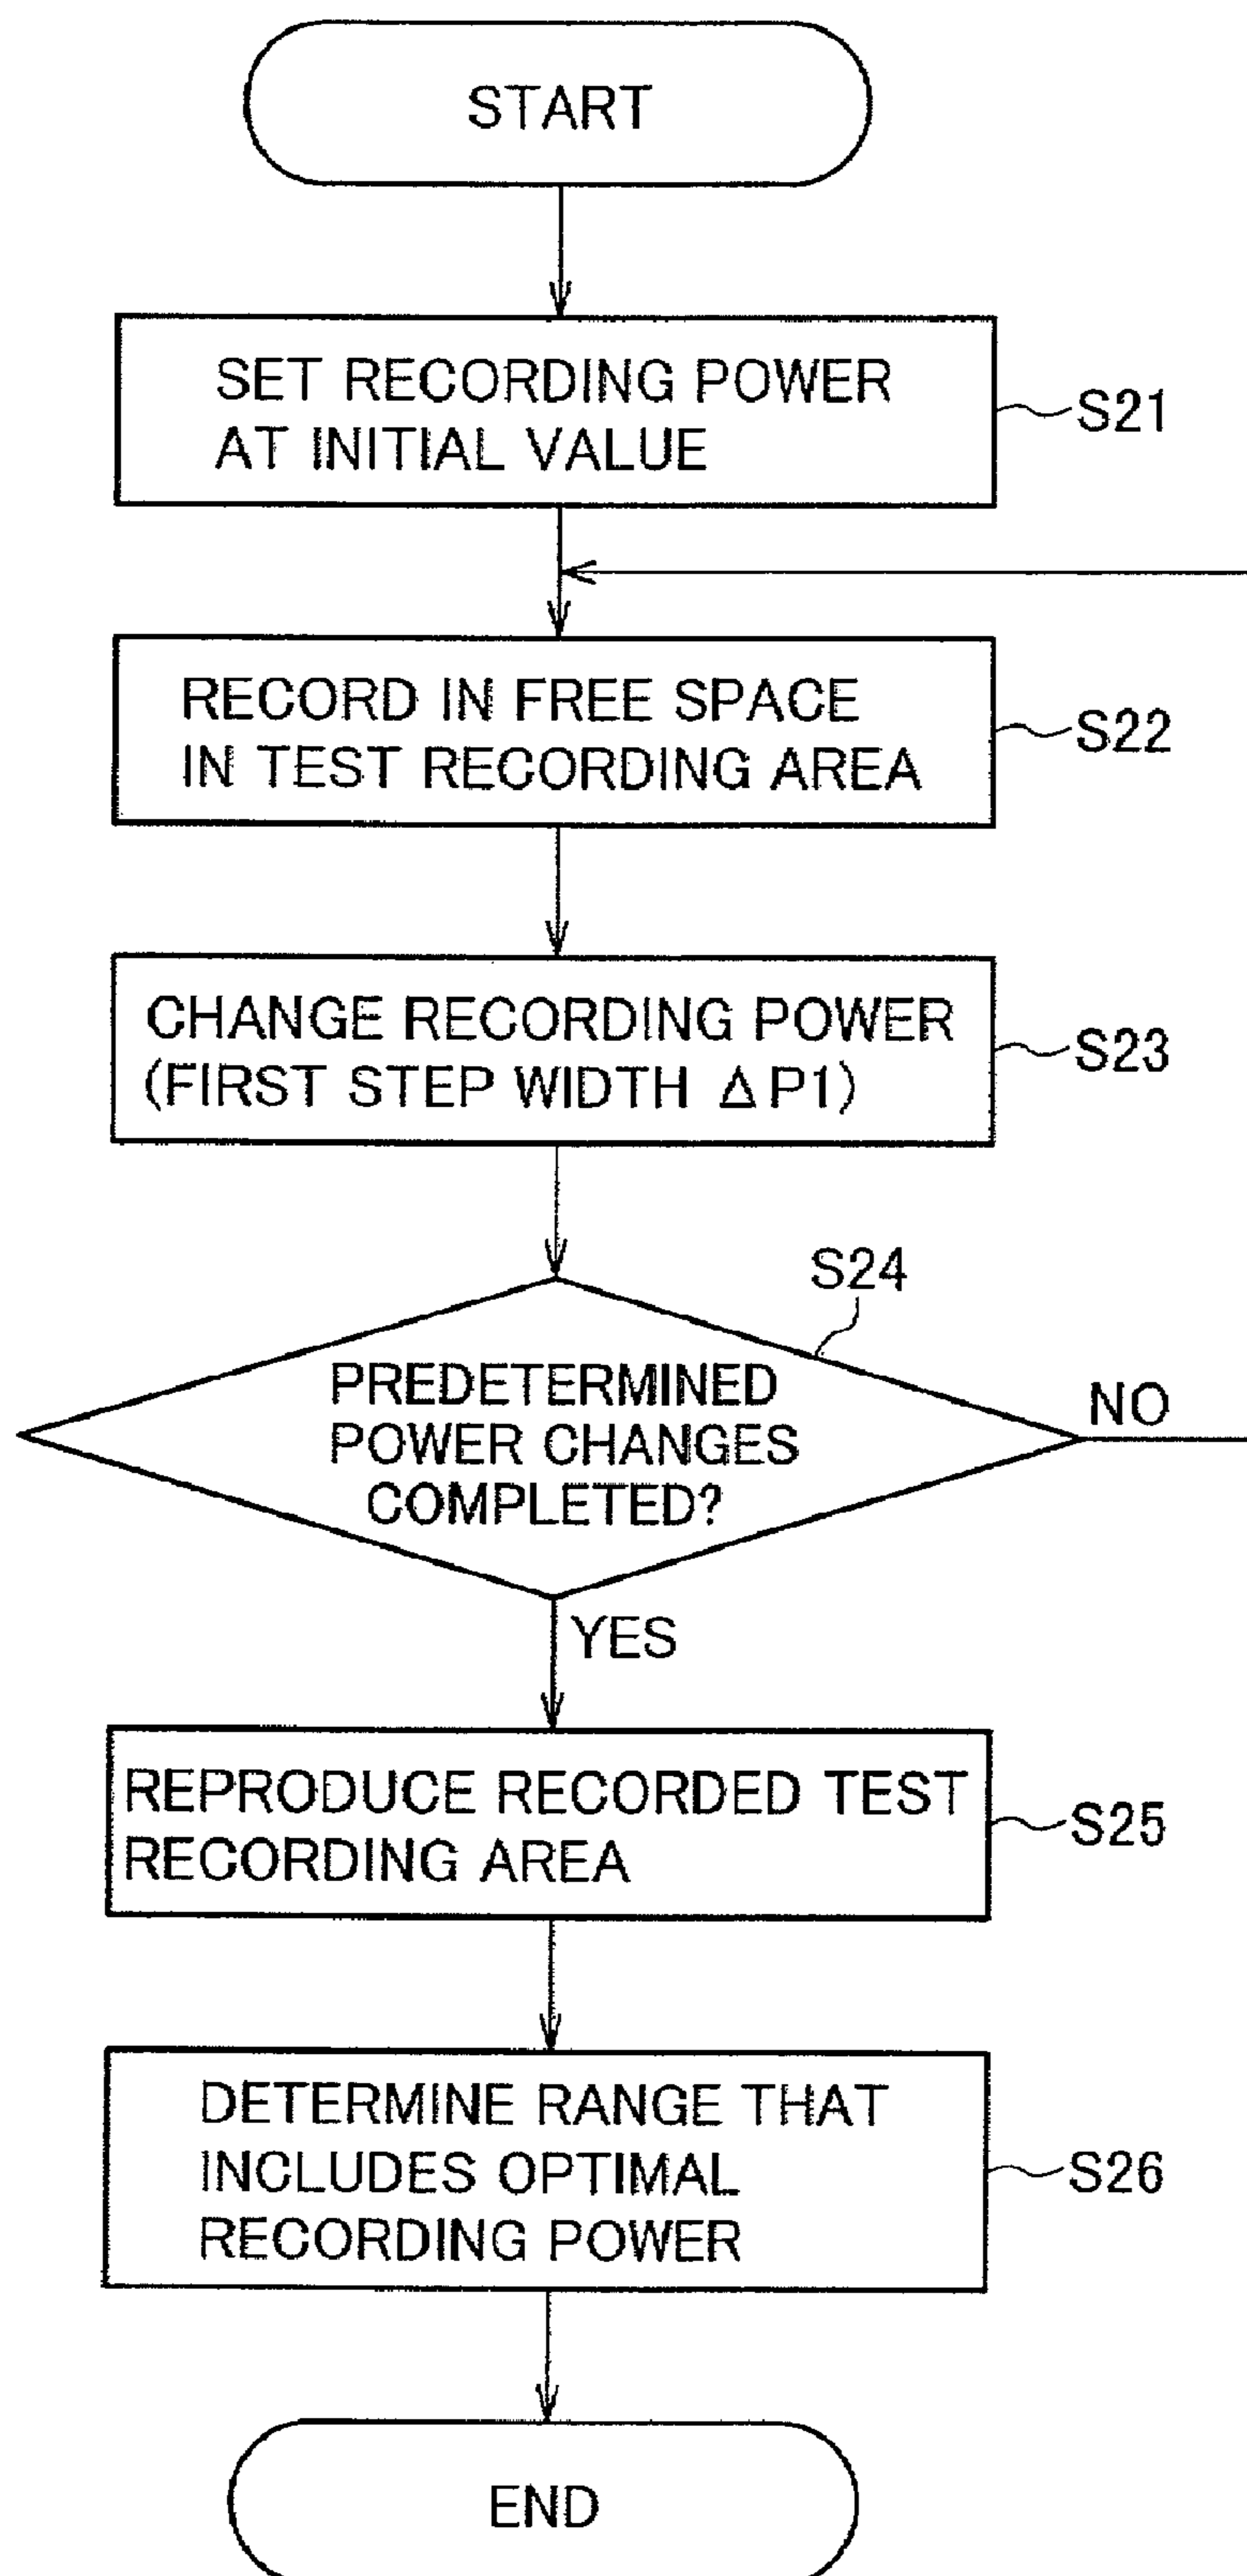 START
SET RECORDING POWER
AT INITIAL VALUE
S21
RECORD IN FREE SPACE
IN TEST RECORDING AREA
S22
CHANGE RECORDING POWER
(FIRST STEP WIDTH Δ P1)
S23
S24
PREDETERMINED
POWER CHANGES
COMPLETED?
NO
YES
REPRODUCE RECORDED TEST
RECORDING AREA
S25
DETERMINE RANGE THAT
INCLUDES OPTIMAL
RECORDING POWER
S26
END